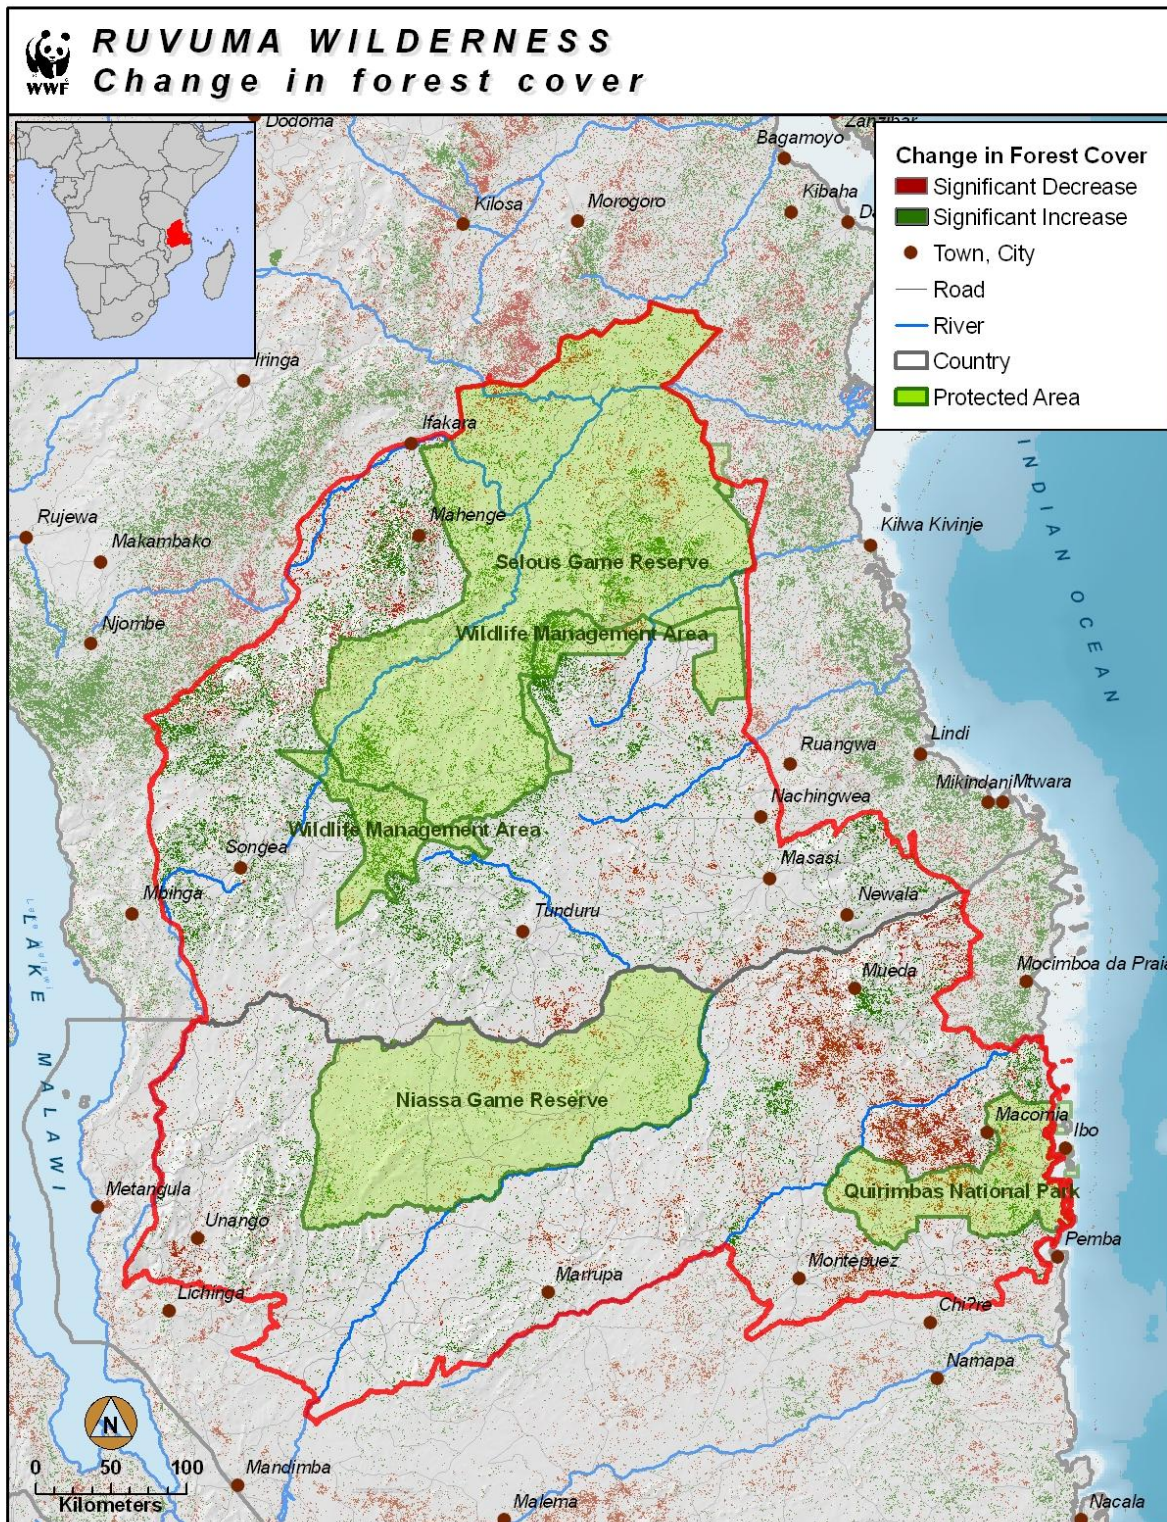 RUVUMA WILDERNESS
Change in forest cover
WWF
Dodoma
Zanzibar
Bagamoyo
Kilosa
Morogoro
Kibaha
Change in Forest Cover
Significant Decrease
Significant Increase
Town, City
Road
River
Country
Protected Area
Iringa
Ifakara
Rujewa
Makambako
Mahenge
Kilwa Kivinje
INDIAN OCEAN
Selous Game Reserve
Njombe
Wildlife Management Area
Ruangwa
Lindi
Mikindani
Mtwara
Nachingwea
Wildlife Management Area
Songea
Masasi
Mbinga
Tunduru
Newala
LAKE MALAWI
Mueda
Mocimboa da Praia
Niassa Game Reserve
Macomia
Ibo
Metangula
Quirimbas National Park
Unango
Pemba
Lichinga
Marrupa
Montepuez
Chi?re
Namapa
N
0 50 100
Kilometers
Mandimba
Malema
Nacala